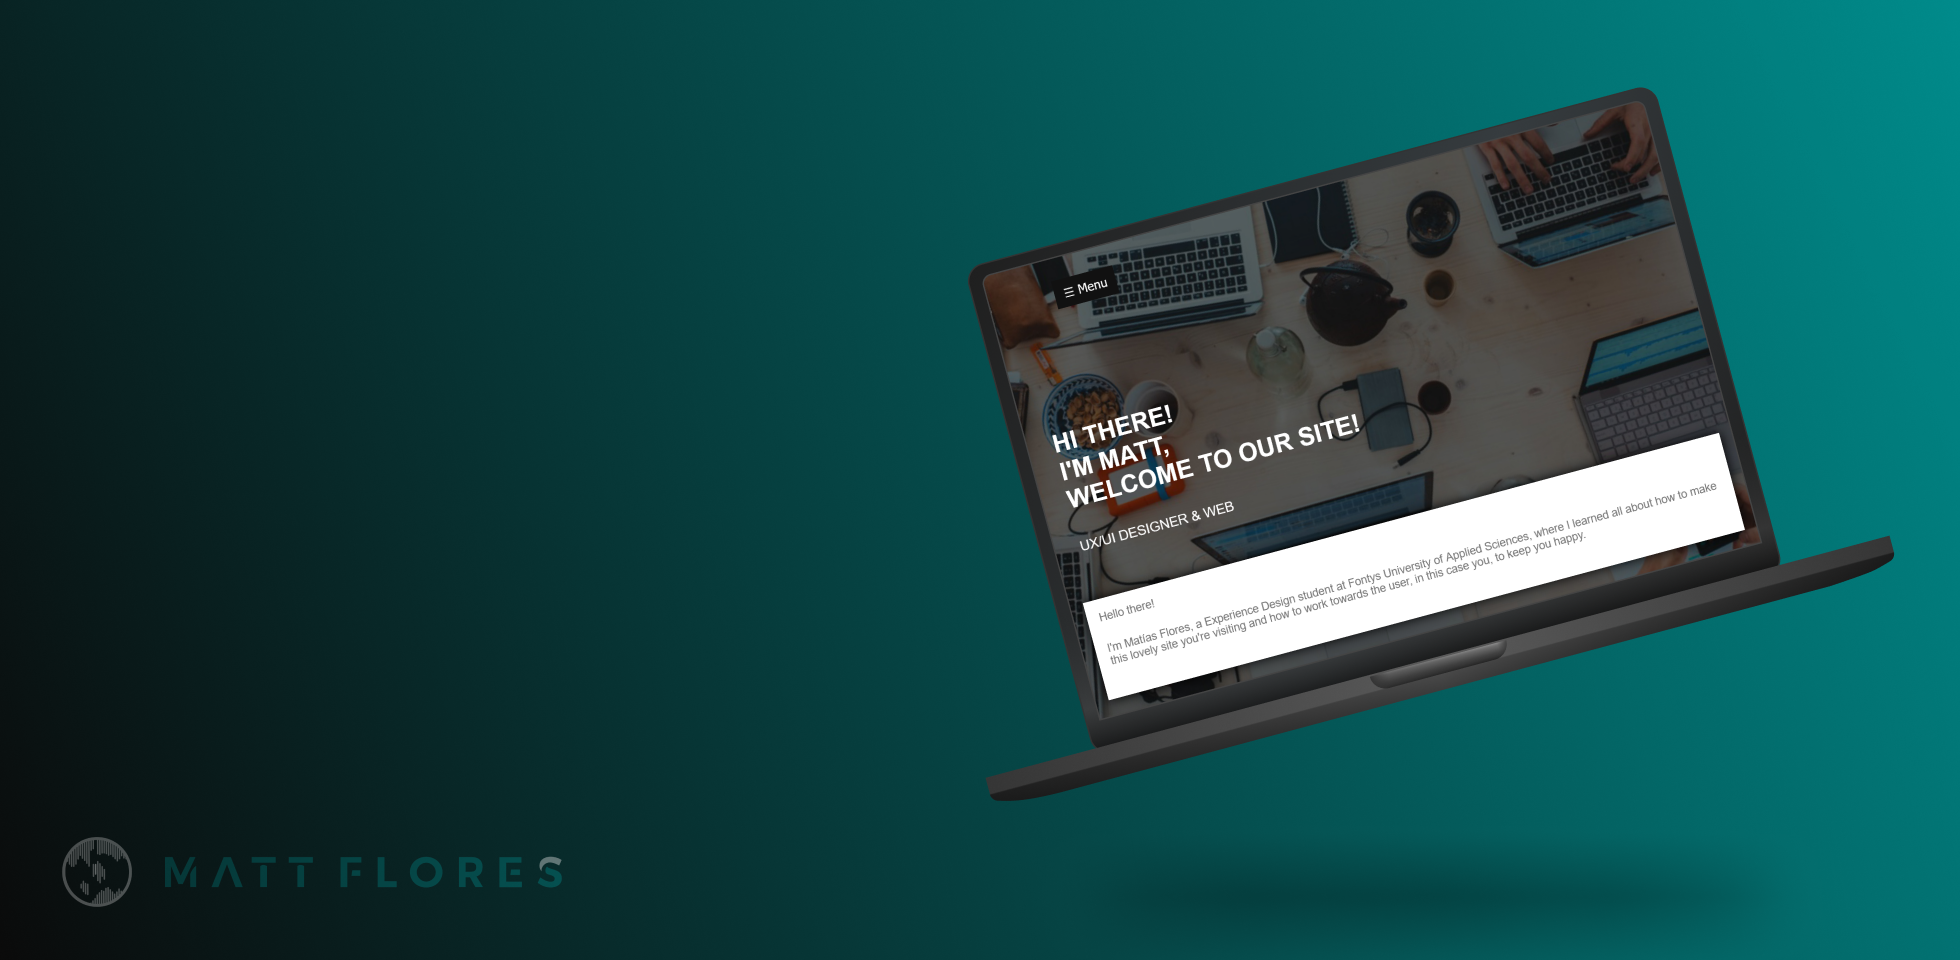 ☰ Menu
HI THERE!
I'M MATT,
WELCOME TO OUR SITE!
UX/UI DESIGNER & WEB
Hello there!
I'm Matías Flores, a Experience Design student at Fontys University of Applied Sciences, where I learned all about how to make
this lovely site you're visiting and how to work towards the user, in this case you, to keep you happy.
MATT FLORES